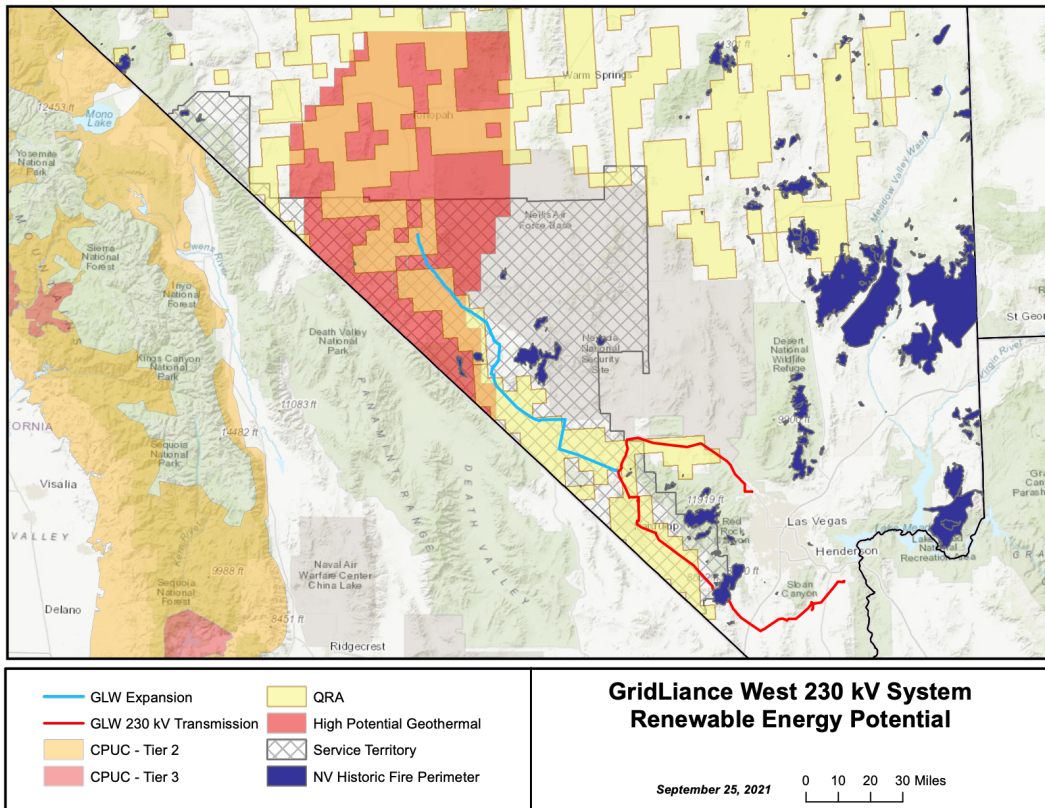 Warm Springs
12453 ft
Mono
Lake
Tonopah
Yosemite
National
Park
Meadow Valley Wash
Nellis Air
Force Base
Sierra
National
Forest
Owens River
Inyo
National
Forest
St Georg
Death Valley
National
Park
Nevada
National
Security
Site
Desert
National
Wildlife
Refuge
Virgin River
Kings Canyon
National
Park
11083 ft
PANAMINT RANGE
ORNIA
14482 ft
Sequoia
National
Park
DEATH VALLEY
Visalia
VALLEY
11919 ft
Las Vegas
Red
Rock
Canyon
Henderson
National
Recreation Area
Naval Air
Warfare Center
China Lake
9988 ft
Sequoia
National
Forest
Sloan
Canyon
Delano
8451 ft
Ridgecrest
GLW Expansion
GLW 230 kV Transmission
CPUC - Tier 2
CPUC - Tier 3
QRA
High Potential Geothermal
Service Territory
NV Historic Fire Perimeter
GridLiance West 230 kV System
Renewable Energy Potential
September 25, 2021
0 10 20 30 Miles